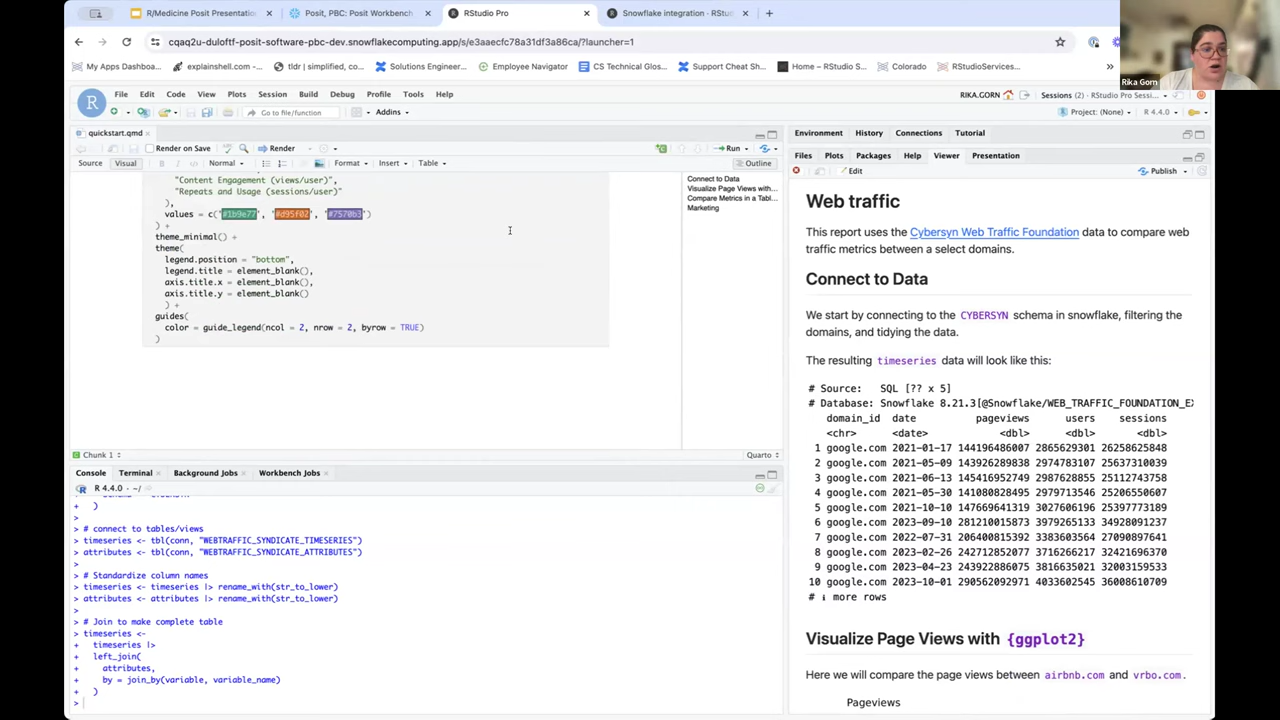 R/Medicine Posit Presentatio
Posit, PBC: Posit Workbench
RStudio Pro
Snowflake integration - RStu
cqaq2u-duloftf-posit-software-pbc-dev.snowflakecomputing.app/s/e3aaecfc78a31df3a86ca/?launcher=1
My Apps Dashboa...
explainshell.com -...
tldr | simplified, co...
Solutions Engineer...
Employee Navigator
CS Technical Glos...
Support Cheat Sh...
Home – RStudio S...
Colorado
RStudioServices...
Rika Gorn
File Edit Code View Plots Session Build Debug Profile Tools Help
RIKA.GORN
Sessions (2)
RStudio Pro Sessi...
Go to file/function
Addins
Project: (None)
R 4.4.0
quickstart.qmd
Render on Save
Render
Run
Source Visual
Normal
Format
Insert
Table
Outline
"Content Engagement (views/user)",
"Repeats and Usage (sessions/user)"
),
values = c("#1b9e77", "#d95f02", "#7570b3")
) +
theme_minimal() +
theme(
legend.position = "bottom",
legend.title = element_blank(),
axis.title.x = element_blank(),
axis.title.y = element_blank()
) +
guides(
color = guide_legend(ncol = 2, nrow = 2, byrow = TRUE)
)
Connect to Data
Visualize Page Views with...
Compare Metrics in a Tabl...
Marketing
Chunk 1
Quarto
Console Terminal Background Jobs Workbench Jobs
R 4.4.0 · ~/
+ )
>
> # connect to tables/views
> timeseries <- tbl(conn, "WEBTRAFFIC_SYNDICATE_TIMESERIES")
> attributes <- tbl(conn, "WEBTRAFFIC_SYNDICATE_ATTRIBUTES")
>
> # Standardize column names
> timeseries <- timeseries |> rename_with(str_to_lower)
> attributes <- attributes |> rename_with(str_to_lower)
>
> # Join to make complete table
> timeseries <-
+ timeseries |>
+ left_join(
+ attributes,
+ by = join_by(variable, variable_name)
+ )
>
Environment History Connections Tutorial
Files Plots Packages Help Viewer Presentation
Edit
Publish
Web traffic
This report uses the Cybersyn Web Traffic Foundation data to compare web
traffic metrics between a select domains.
Connect to Data
We start by connecting to the CYBERSYN schema in snowflake, filtering the
domains, and tidying the data.
The resulting timeseries data will look like this:
# Source: SQL [?? x 5]
# Database: Snowflake 8.21.3[@Snowflake/WEB_TRAFFIC_FOUNDATION_EX
domain_id date pageviews users sessions
<chr> <date> <dbl> <dbl> <dbl>
1 google.com 2021-01-17 144196486007 2865629301 26258625848
2 google.com 2021-05-09 143926289838 2974783107 25637310039
3 google.com 2021-06-13 145416952749 2987628855 25112743758
4 google.com 2021-05-30 141080828495 2979713546 25206550607
5 google.com 2021-10-10 147669641319 3027606196 25397773189
6 google.com 2023-09-10 281210015873 3979265133 34928091237
7 google.com 2022-07-31 206400815392 3383603564 27090897641
8 google.com 2023-02-26 242712852077 3716266217 32421696370
9 google.com 2023-04-23 243922886075 3816635021 32003159533
10 google.com 2023-10-01 290562092971 4033602545 36008610709
# ℹ more rows
Visualize Page Views with {ggplot2}
Here we will compare the page views between airbnb.com and vrbo.com.
Pageviews